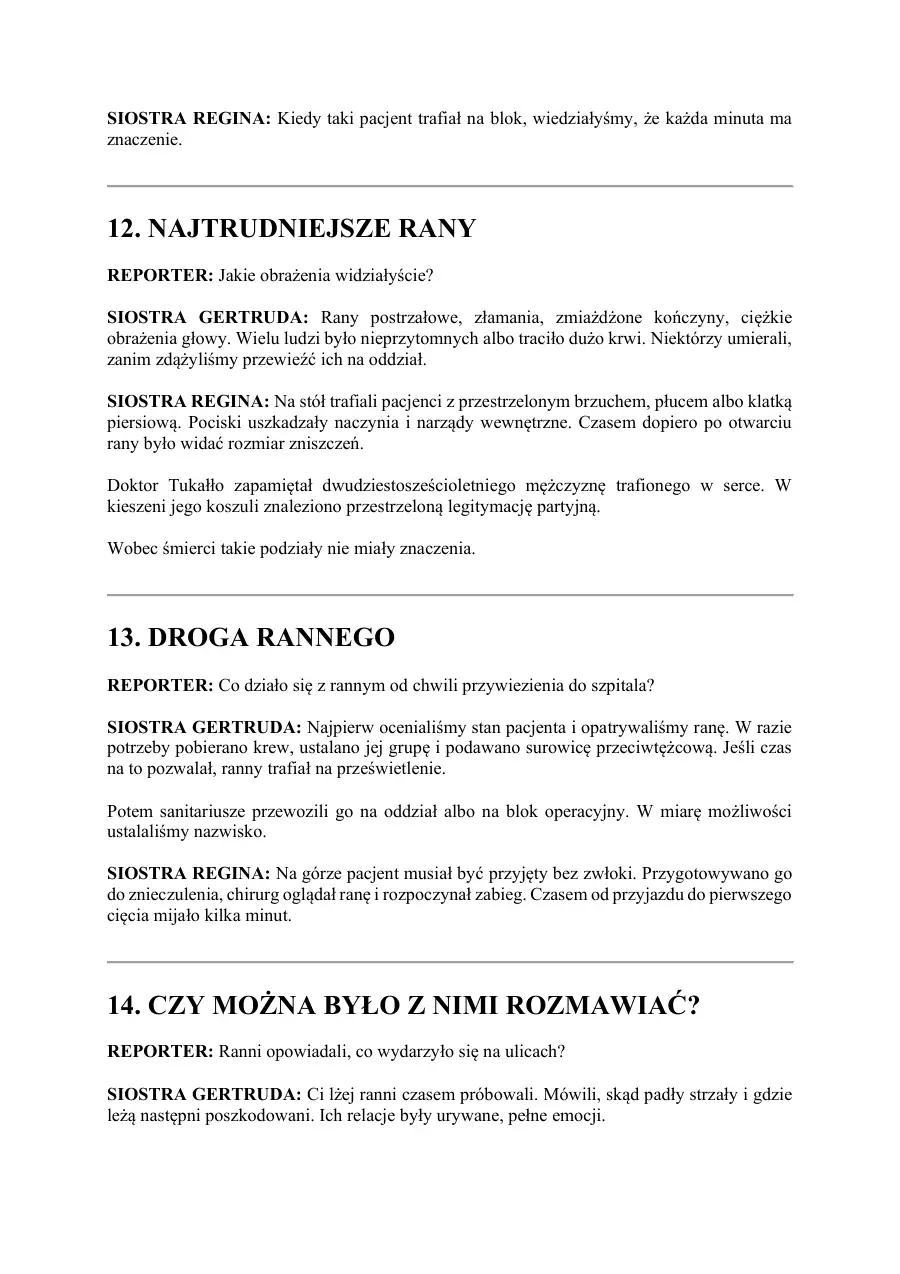 SIOSTRA REGINA: Kiedy taki pacjent trafiał na blok, wiedziałyśmy, że każda minuta ma
znaczenie.
12. NAJTRUDNIEJSZE RANY
REPORTER: Jakie obrażenia widziałyście?
SIOSTRA GERTRUDA: Rany postrzałowe, złamania, zmiażdżone kończyny, ciężkie
obrażenia głowy. Wielu ludzi było nieprzytomnych albo traciło dużo krwi. Niektórzy umierali,
zanim zdążyliśmy przewieźć ich na oddział.
SIOSTRA REGINA: Na stół trafiali pacjenci z przestrzelonym brzuchem, płucem albo klatką
piersiową. Pociski uszkadzały naczynia i narządy wewnętrzne. Czasem dopiero po otwarciu
rany było widać rozmiar zniszczeń.
Doktor Tukałło zapamiętał dwudziestosześcioletniego mężczyznę trafionego w serce. W
kieszeni jego koszuli znaleziono przestrzeloną legitymację partyjną.
Wobec śmierci takie podziały nie miały znaczenia.
13. DROGA RANNEGO
REPORTER: Co działo się z rannym od chwili przywiezienia do szpitala?
SIOSTRA GERTRUDA: Najpierw ocenialiśmy stan pacjenta i opatrywaliśmy ranę. W razie
potrzeby pobierano krew, ustalano jej grupę i podawano surowicę przeciwtężcową. Jeśli czas
na to pozwalał, ranny trafiał na prześwietlenie.
Potem sanitariusze przewozili go na oddział albo na blok operacyjny. W miarę możliwości
ustalaliśmy nazwisko.
SIOSTRA REGINA: Na górze pacjent musiał być przyjęty bez zwłoki. Przygotowywano go
do znieczulenia, chirurg oglądał ranę i rozpoczynał zabieg. Czasem od przyjazdu do pierwszego
cięcia mijało kilka minut.
14. CZY MOŻNA BYŁO Z NIMI ROZMAWIAĆ?
REPORTER: Ranni opowiadali, co wydarzyło się na ulicach?
SIOSTRA GERTRUDA: Ci lżej ranni czasem próbowali. Mówili, skąd padły strzały i gdzie
leżą następni poszkodowani. Ich relacje były urywane, pełne emocji.